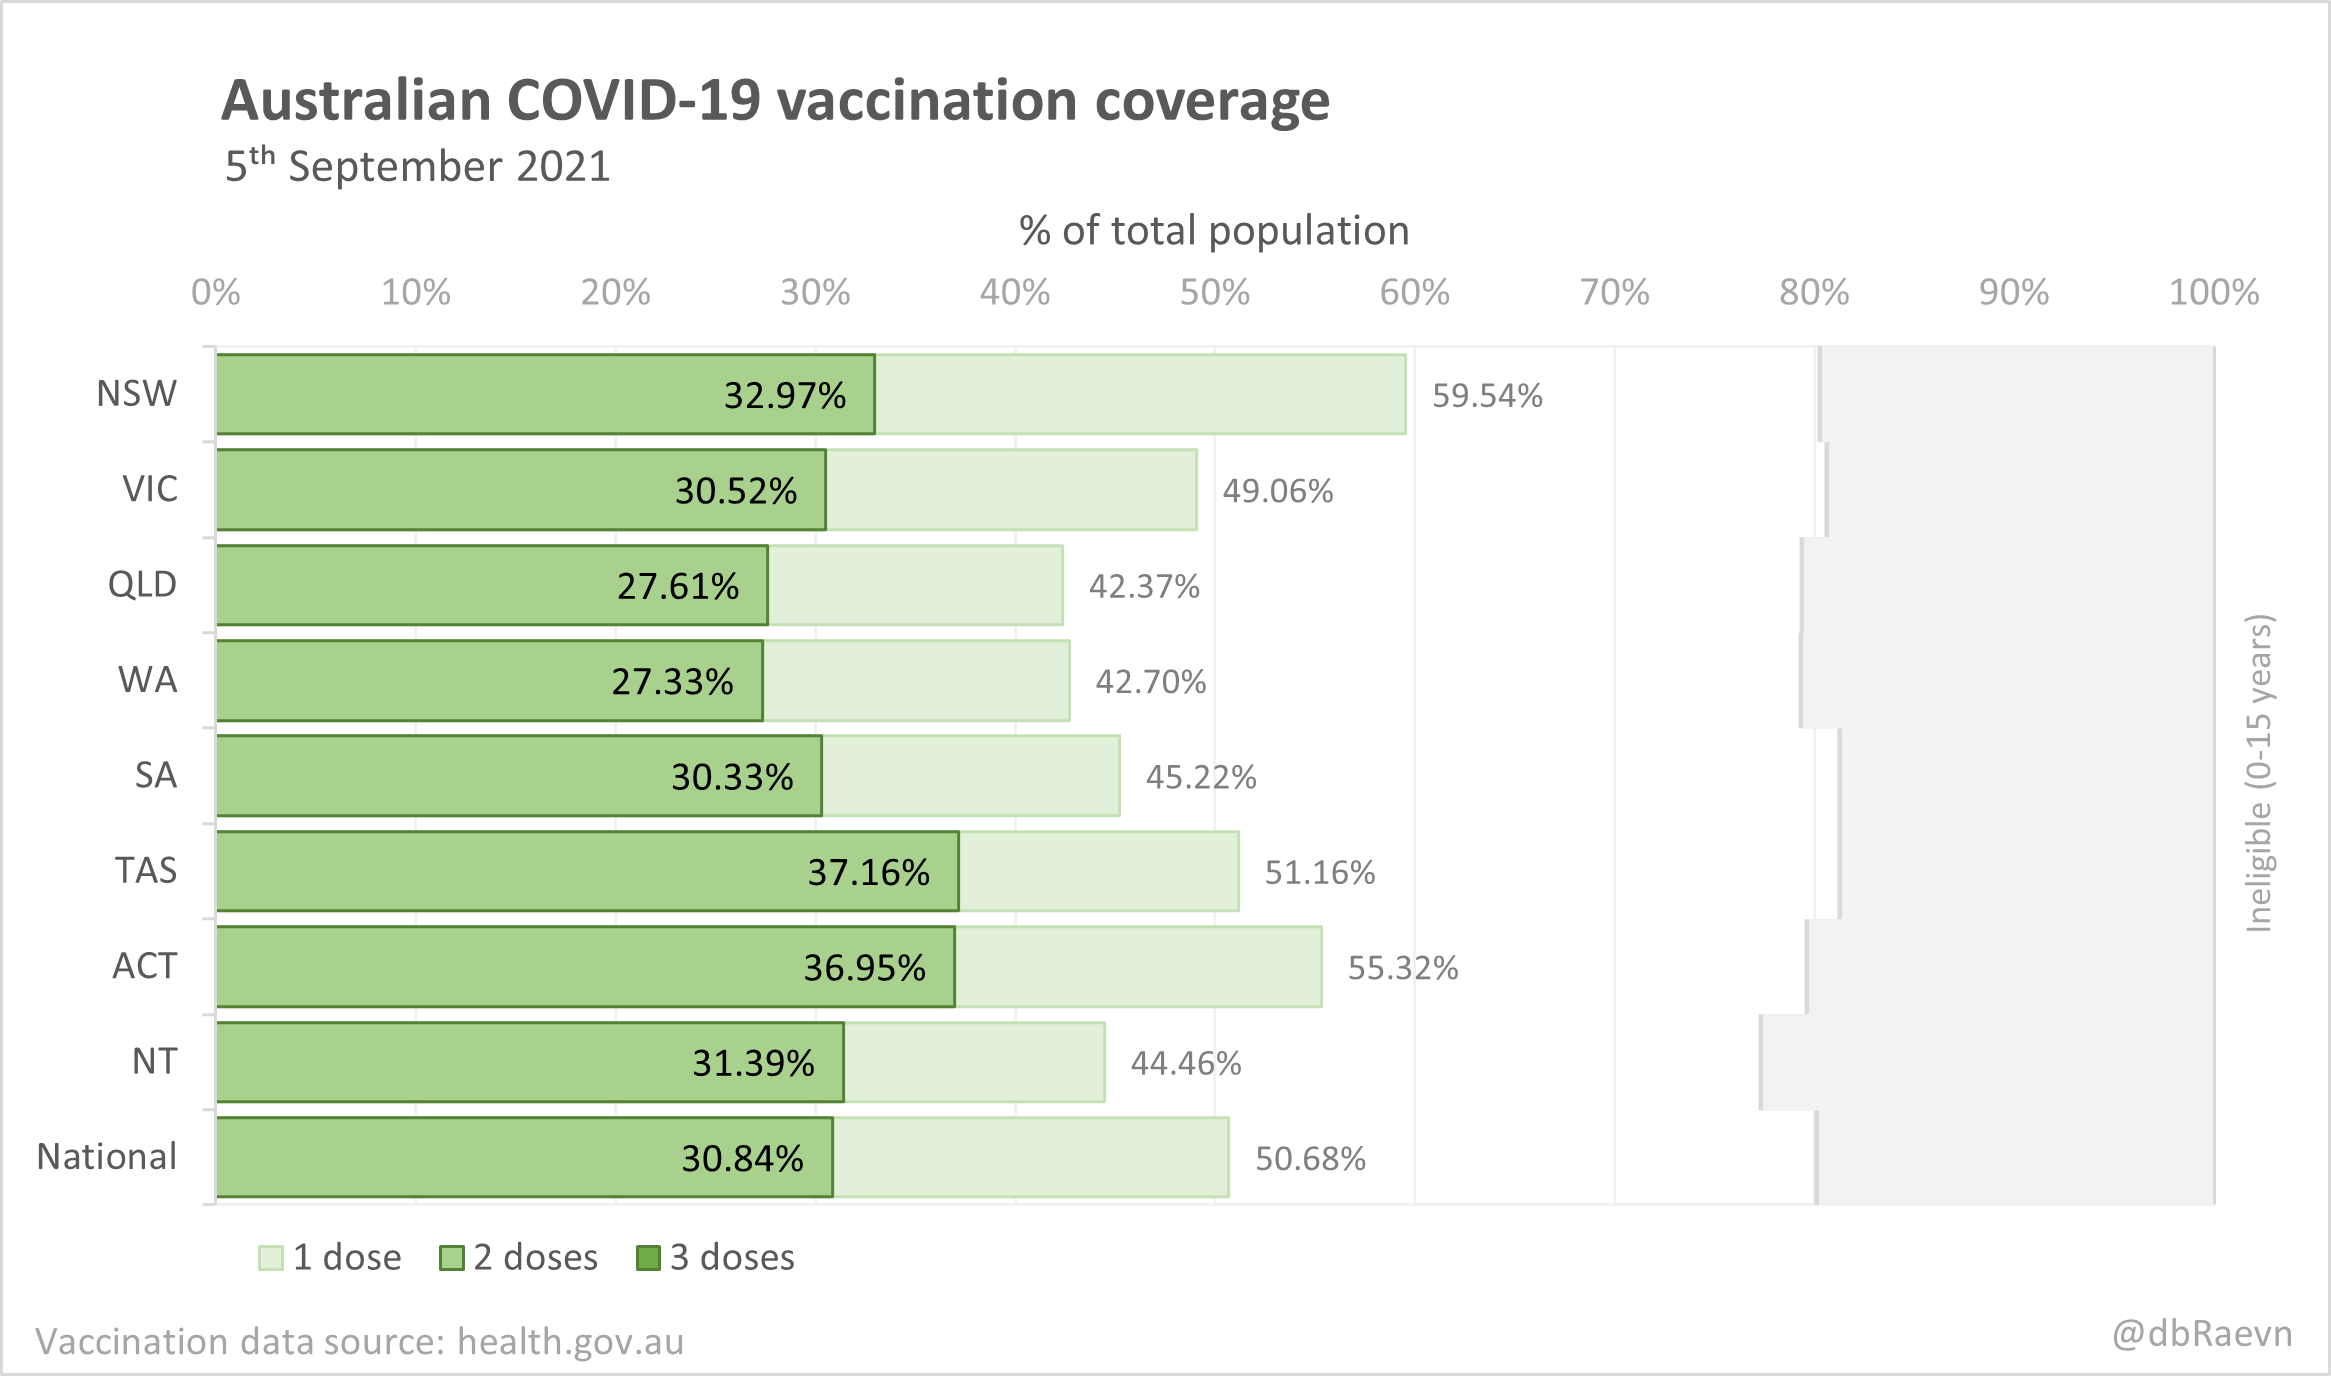 Australian COVID-19 vaccination coverage
5th September 2021
% of total population
0% 10% 20% 30% 40% 50% 60% 70% 80% 90% 100%
NSW 32.97% 59.54%
VIC 30.52% 49.06%
QLD 27.61% 42.37%
WA 27.33% 42.70%
SA 30.33% 45.22%
TAS 37.16% 51.16%
ACT 36.95% 55.32%
NT 31.39% 44.46%
National 30.84% 50.68%
Ineligible (0-15 years)
1 dose 2 doses 3 doses
Vaccination data source: health.gov.au
@dbRaevn